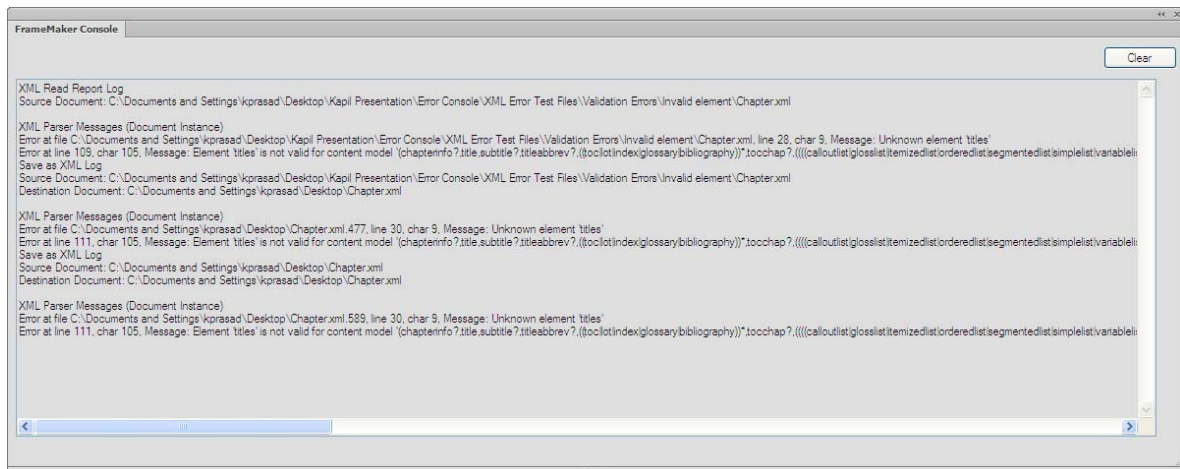 FrameMaker Console
Clear
XML Read Report Log
Source Document: C:\Documents and Settings\kprasad\Desktop\Kapil Presentation\Error Console\XML Error Test Files\Validation Errors\Invalid element\Chapter.xml
XML Parser Messages (Document Instance)
Error at file C:\Documents and Settings\kprasad\Desktop\Kapil Presentation\Error Console\XML Error Test Files\Validation Errors\Invalid element\Chapter.xml, line 28, char 9, Message: Unknown element 'titles'
Error at line 109, char 105, Message: Element 'titles' is not valid for content model '(chapterinfo?,title,subtitle?,titleabbrev?,((toc|lot|index|glossary|bibliography))*,tocchap?,((((calloutlist|glosslist|itemizedlist|orderedlist|segmentedlist|simplelist|variableli
Save as XML Log
Source Document: C:\Documents and Settings\kprasad\Desktop\Kapil Presentation\Error Console\XML Error Test Files\Validation Errors\Invalid element\Chapter.xml
Destination Document: C:\Documents and Settings\kprasad\Desktop\Chapter.xml
XML Parser Messages (Document Instance)
Error at file C:\Documents and Settings\kprasad\Desktop\Chapter.xml.477, line 30, char 9, Message: Unknown element 'titles'
Error at line 111, char 105, Message: Element 'titles' is not valid for content model '(chapterinfo?,title,subtitle?,titleabbrev?,((toc|lot|index|glossary|bibliography))*,tocchap?,((((calloutlist|glosslist|itemizedlist|orderedlist|segmentedlist|simplelist|variableli
Save as XML Log
Source Document: C:\Documents and Settings\kprasad\Desktop\Chapter.xml
Destination Document: C:\Documents and Settings\kprasad\Desktop\Chapter.xml
XML Parser Messages (Document Instance)
Error at file C:\Documents and Settings\kprasad\Desktop\Chapter.xml.589, line 30, char 9, Message: Unknown element 'titles'
Error at line 111, char 105, Message: Element 'titles' is not valid for content model '(chapterinfo?,title,subtitle?,titleabbrev?,((toc|lot|index|glossary|bibliography))*,tocchap?,((((calloutlist|glosslist|itemizedlist|orderedlist|segmentedlist|simplelist|variableli